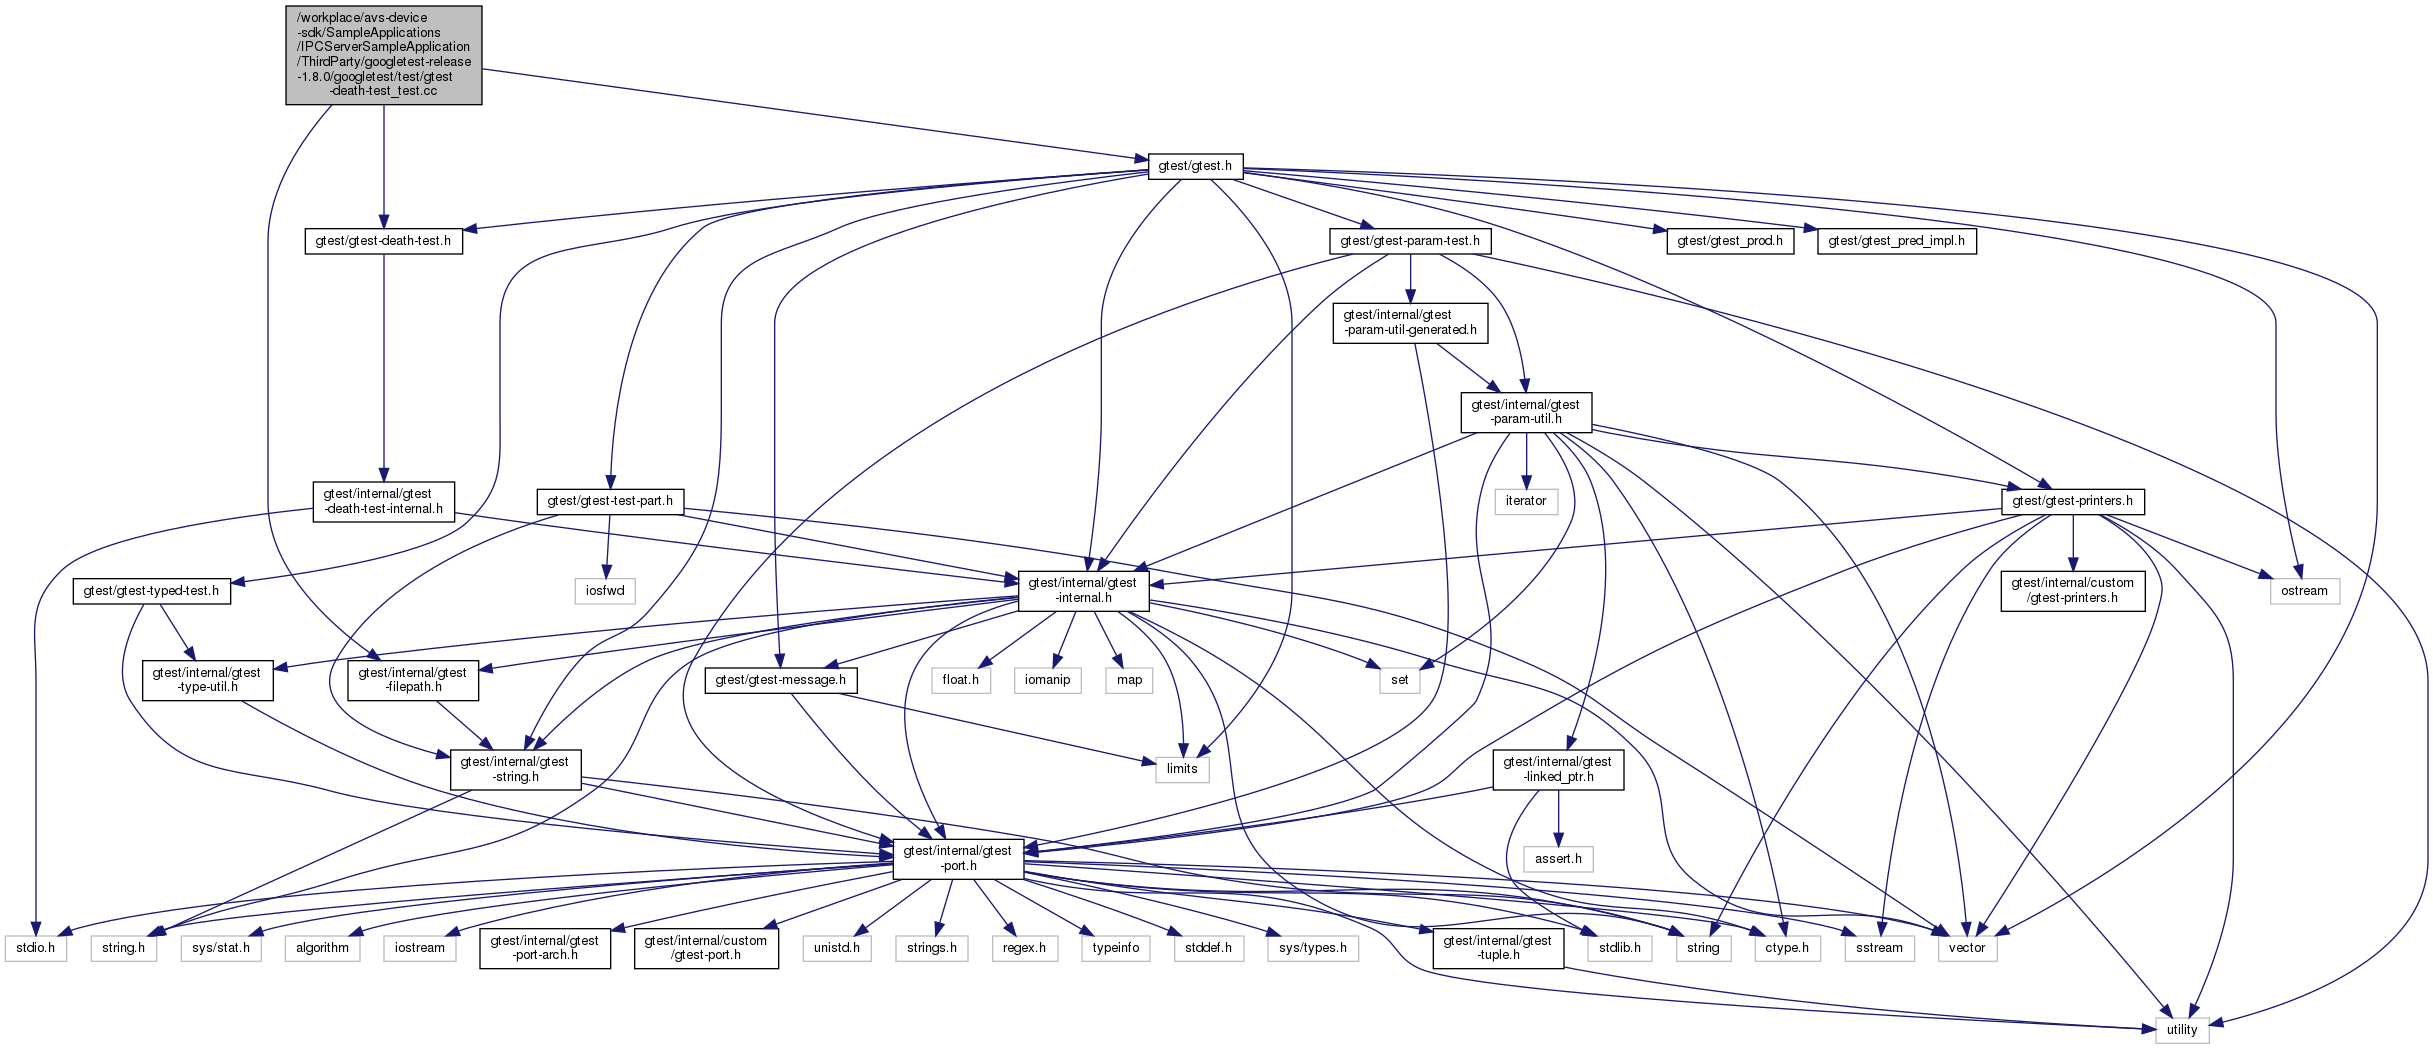 /workplace/avs-device
-sdk/SampleApplications
/IPCServerSampleApplication
/ThirdParty/googletest-release
-1.8.0/googletest/test/gtest
-death-test_test.cc
gtest/gtest.h
gtest/gtest-death-test.h
gtest/gtest-param-test.h
gtest/gtest_prod.h
gtest/gtest_pred_impl.h
gtest/internal/gtest
-param-util-generated.h
gtest/internal/gtest
-param-util.h
gtest/internal/gtest
-death-test-internal.h
gtest/gtest-test-part.h
iterator
gtest/gtest-printers.h
gtest/gtest-typed-test.h
iosfwd
gtest/internal/gtest
-internal.h
gtest/internal/custom
/gtest-printers.h
ostream
gtest/internal/gtest
-type-util.h
gtest/internal/gtest
-filepath.h
gtest/gtest-message.h
float.h
iomanip
map
set
gtest/internal/gtest
-string.h
limits
gtest/internal/gtest
-linked_ptr.h
gtest/internal/gtest
-port.h
assert.h
stdio.h
string.h
sys/stat.h
algorithm
iostream
gtest/internal/gtest
-port-arch.h
gtest/internal/custom
/gtest-port.h
unistd.h
strings.h
regex.h
typeinfo
stddef.h
sys/types.h
gtest/internal/gtest
-tuple.h
stdlib.h
string
ctype.h
sstream
vector
utility